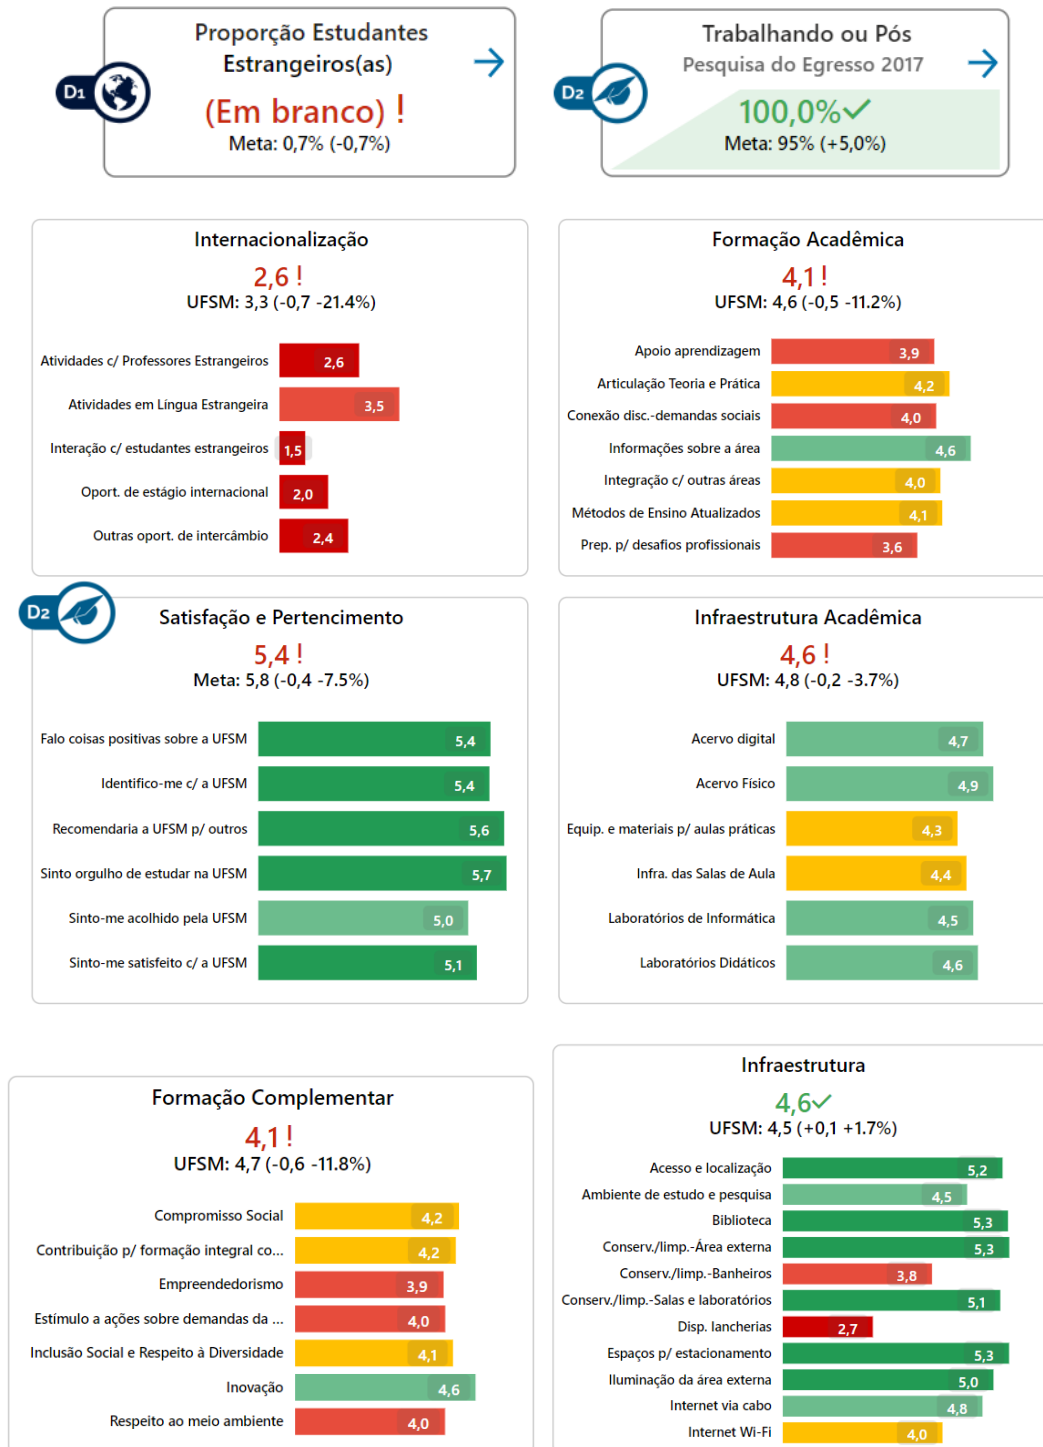 Proporção Estudantes
Estrangeiros(as)
D1
(Em branco) !
Meta: 0,7% (-0,7%)
Trabalhando ou Pós
Pesquisa do Egresso 2017
D2
100,0%
Meta: 95% (+5,0%)
Internacionalização
2,6 !
UFSM: 3,3 (-0,7 -21.4%)
Atividades c/ Professores Estrangeiros 2,6
Atividades em Língua Estrangeira 3,5
Interação c/ estudantes estrangeiros 1,5
Oport. de estágio internacional 2,0
Outras oport. de intercâmbio 2,4
Formação Acadêmica
4,1 !
UFSM: 4,6 (-0,5 -11.2%)
Apoio aprendizagem 3,9
Articulação Teoria e Prática 4,2
Conexão disc.-demandas sociais 4,0
Informações sobre a área 4,6
Integração c/ outras áreas 4,0
Métodos de Ensino Atualizados 4,1
Prep. p/ desafios profissionais 3,6
D2
Satisfação e Pertencimento
5,4 !
Meta: 5,8 (-0,4 -7.5%)
Falo coisas positivas sobre a UFSM 5,4
Identifico-me c/ a UFSM 5,4
Recomendaria a UFSM p/ outros 5,6
Sinto orgulho de estudar na UFSM 5,7
Sinto-me acolhido pela UFSM 5,0
Sinto-me satisfeito c/ a UFSM 5,1
Infraestrutura Acadêmica
4,6 !
UFSM: 4,8 (-0,2 -3.7%)
Acervo digital 4,7
Acervo Físico 4,9
Equip. e materiais p/ aulas práticas 4,3
Infra. das Salas de Aula 4,4
Laboratórios de Informática 4,5
Laboratórios Didáticos 4,6
Formação Complementar
4,1 !
UFSM: 4,7 (-0,6 -11.8%)
Compromisso Social 4,2
Contribuição p/ formação integral co... 4,2
Empreendedorismo 3,9
Estímulo a ações sobre demandas da ... 4,0
Inclusão Social e Respeito à Diversidade 4,1
Inovação 4,6
Respeito ao meio ambiente 4,0
Infraestrutura
4,6
UFSM: 4,5 (+0,1 +1.7%)
Acesso e localização 5,2
Ambiente de estudo e pesquisa 4,5
Biblioteca 5,3
Conserv./limp.-Área externa 5,3
Conserv./limp.-Banheiros 3,8
Conserv./limp.-Salas e laboratórios 5,1
Disp. lancherias 2,7
Espaços p/ estacionamento 5,3
Iluminação da área externa 5,0
Internet via cabo 4,8
Internet Wi-Fi 4,0